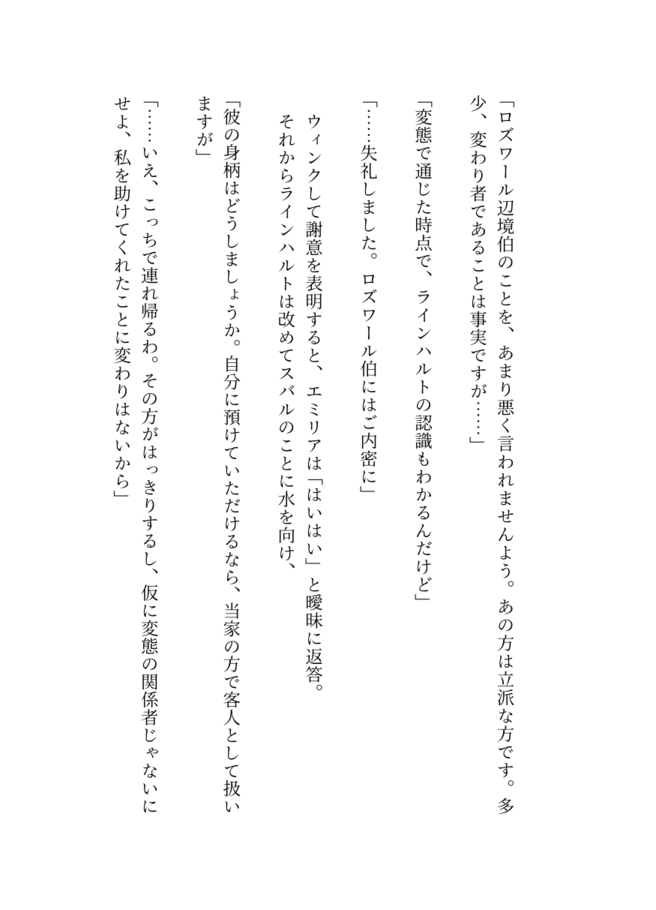 「ロズワール辺境伯のことを、あまり悪く言われませんよう。あの方は立派な方です。多
少、変わり者であることは事実ですが……」
「変態で通じた時点で、ラインハルトの認識もわかるんだけど」
「……失礼しました。ロズワール伯にはご内密に」
ウィンクして謝意を表明すると、エミリアは「はいはい」と曖昧に返答。
それからラインハルトは改めてスバルのことに水を向け、
「彼の身柄はどうしましょうか。自分に預けていただけるなら、当家の方で客人として扱い
ますが」
「……いえ、こっちで連れ帰るわ。その方がはっきりするし、仮に変態の関係者じゃないに
せよ、私を助けてくれたことに変わりはないから」